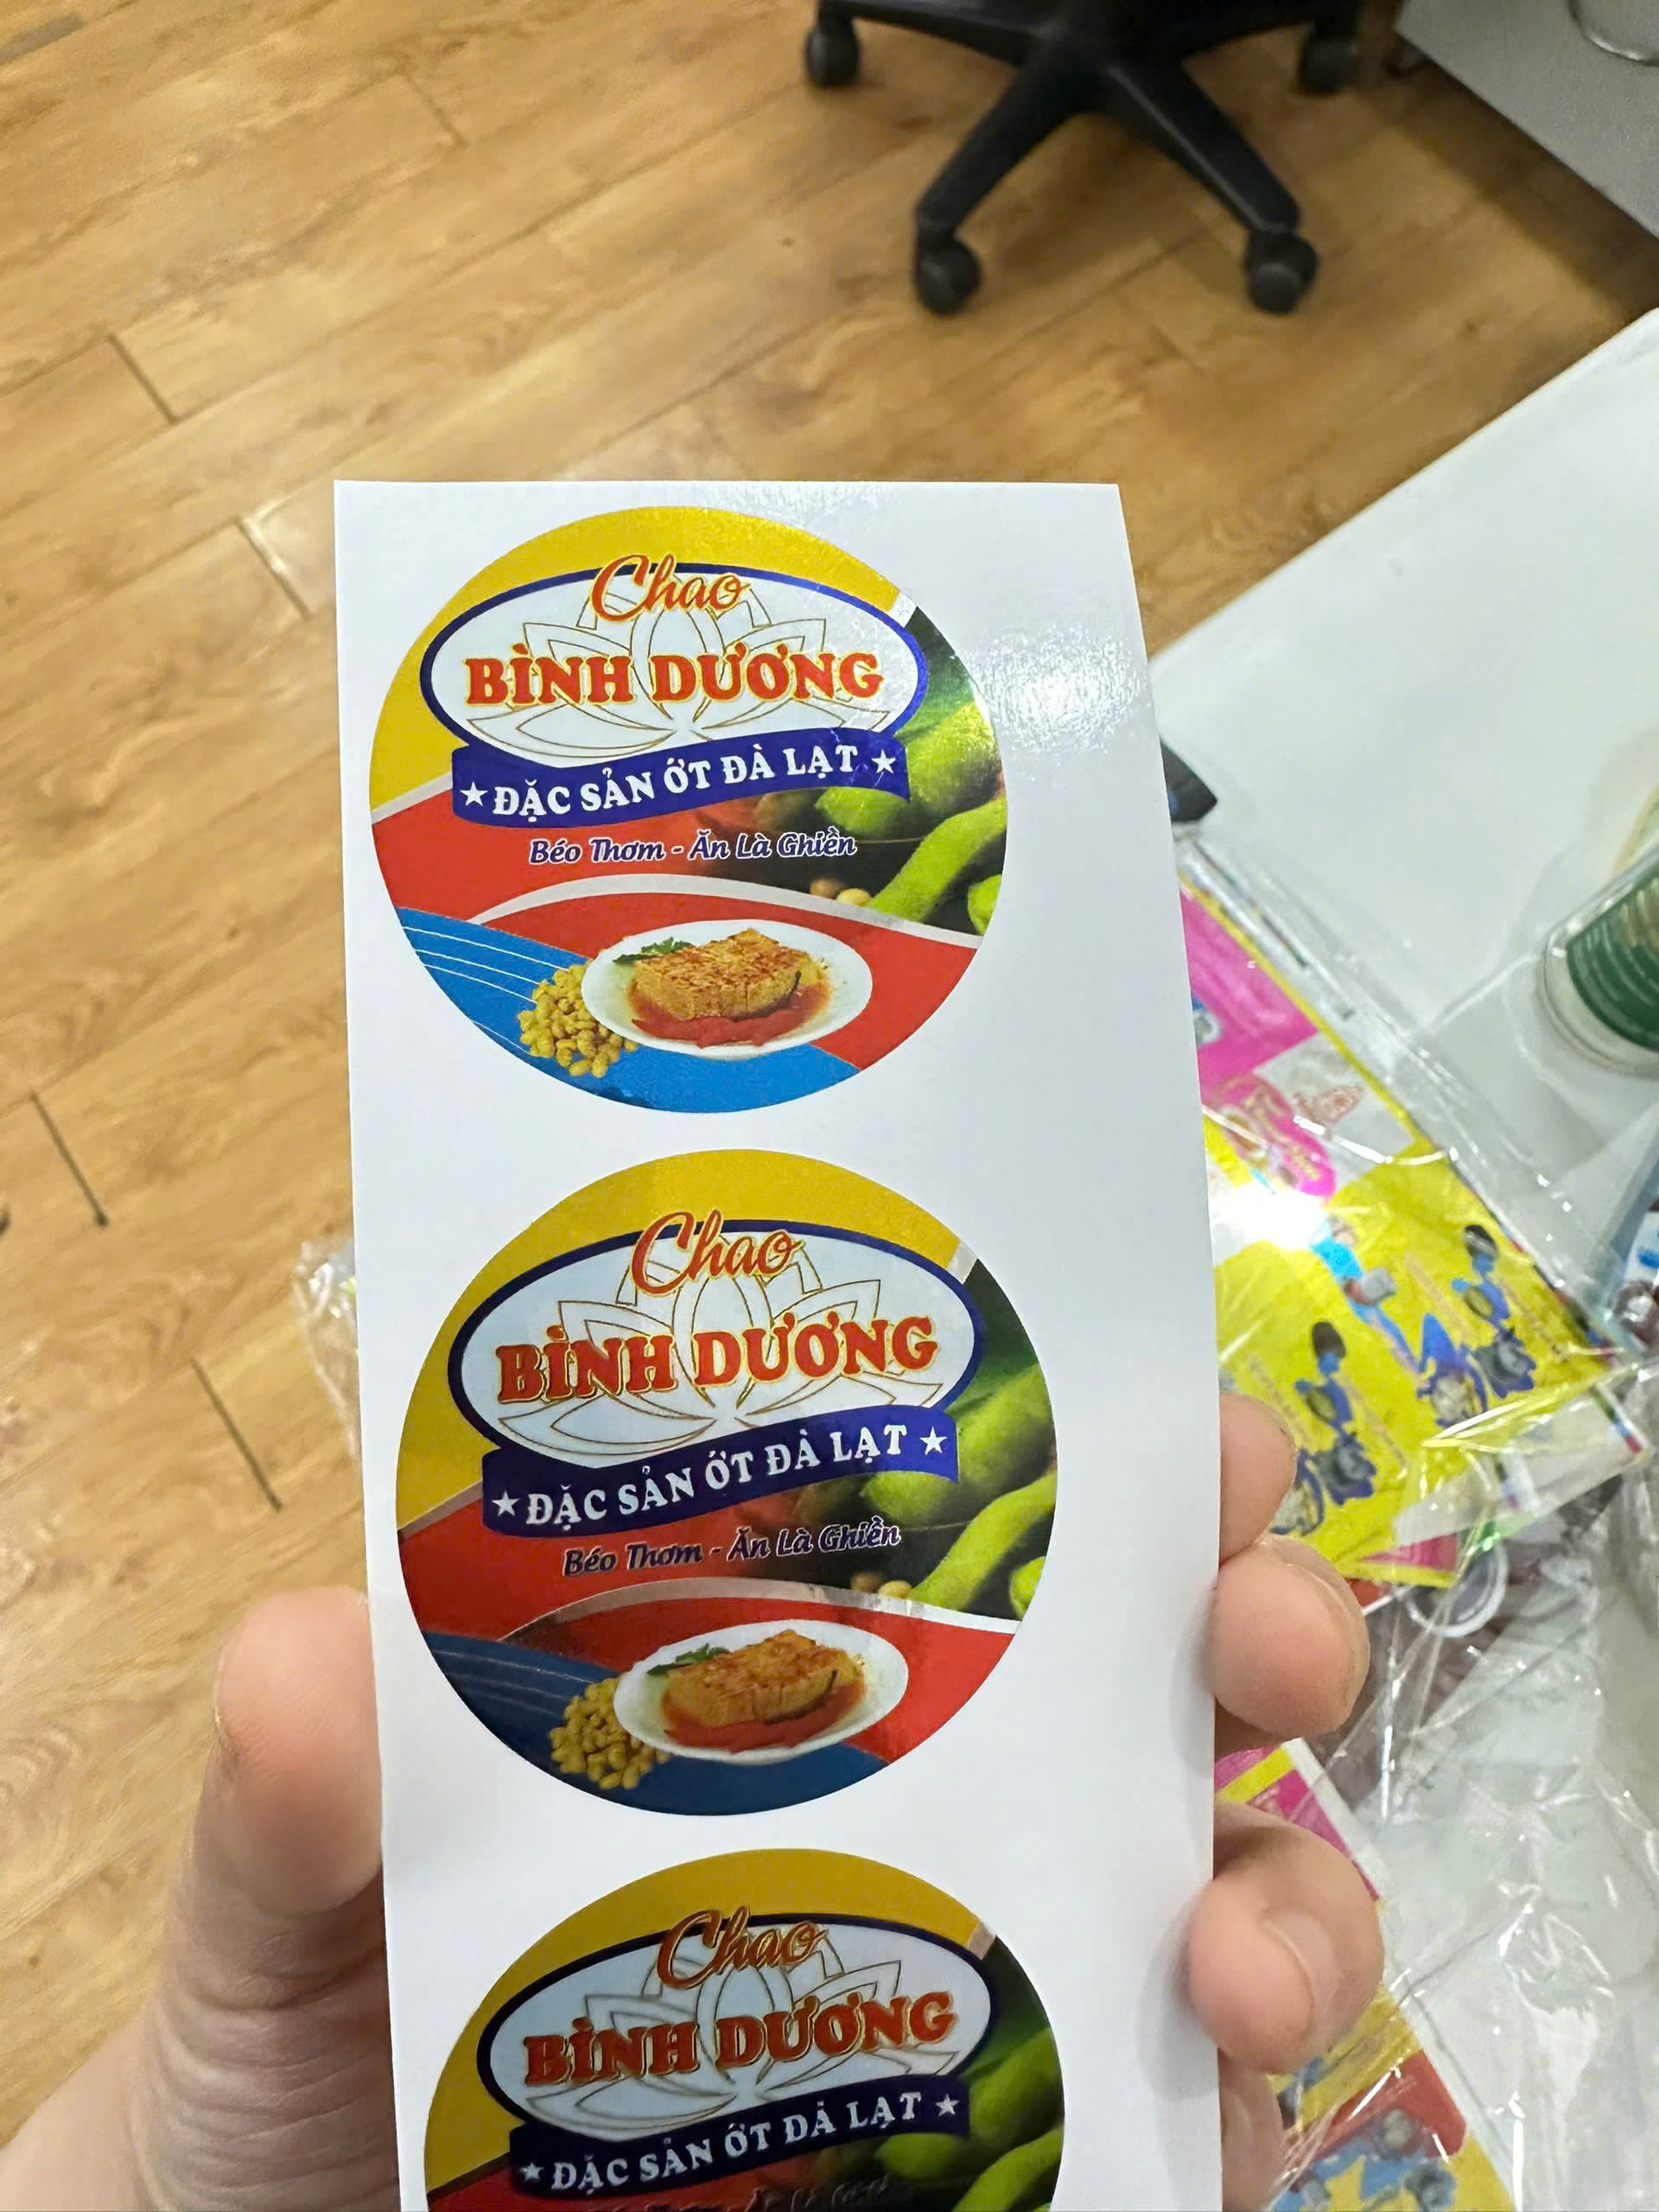 Chao
BÌNH DƯƠNG
★ ĐẶC SẢN ỚT ĐÀ LẠT ★
Béo Thơm - Ăn Là Ghiền
Chao
BÌNH DƯƠNG
★ ĐẶC SẢN ỚT ĐÀ LẠT ★
Béo Thơm - Ăn Là Ghiền
Chao
BÌNH DƯƠNG
★ ĐẶC SẢN ỚT ĐÀ LẠT ★